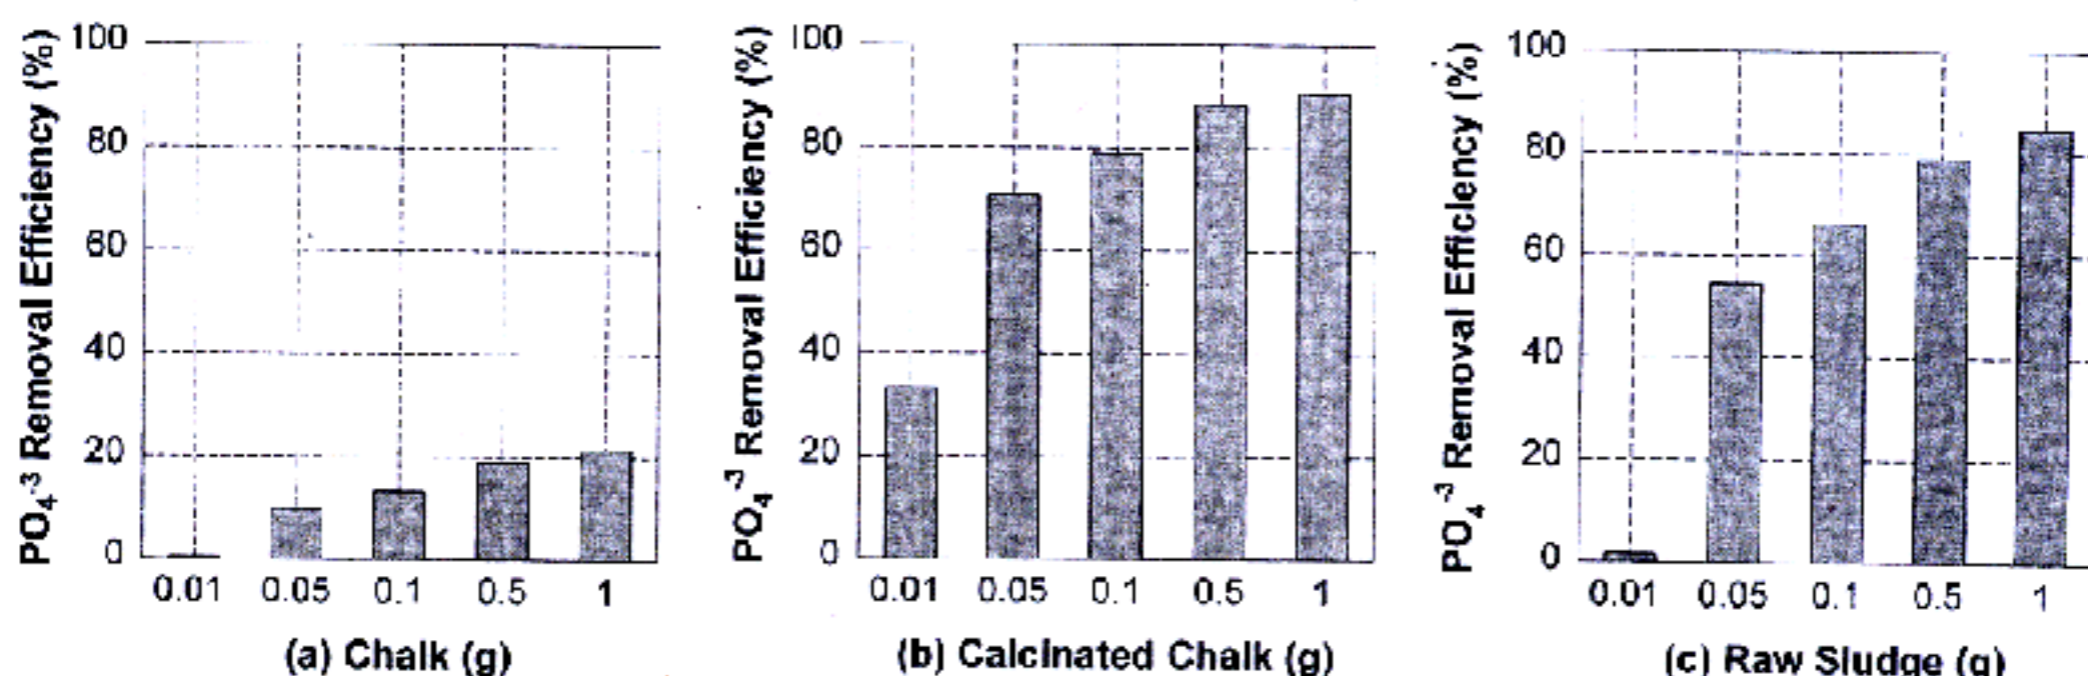 PO4-3 Removal Efficiency (%)
100
80
60
40
20
0
0.01 0.05 0.1 0.5 1
(a) Chalk (g)
PO4-3 Removal Efficiency (%)
100
80
60
40
20
0
0.01 0.05 0.1 0.5 1
(b) Calcinated Chalk (g)
PO4-3 Removal Efficiency (%)
100
80
60
40
20
0
0.01 0.05 0.1 0.5 1
(c) Raw Sludge (g)